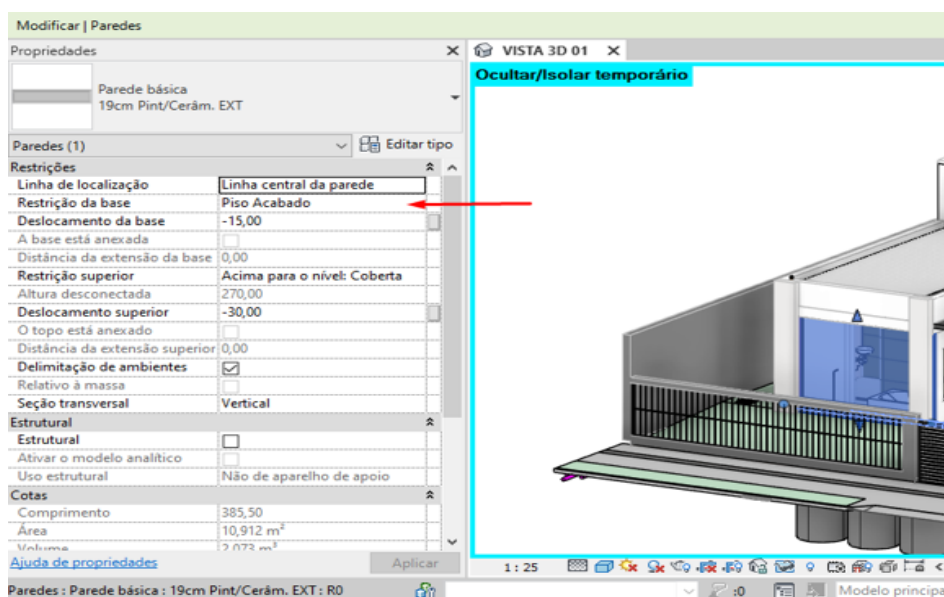 Modificar | Paredes
Propriedades
VISTA 3D 01
Ocultar/Isolar temporário
Parede básica
19cm Pint/Cerâm. EXT
Paredes (1)
Editar tipo
Restrições
Linha de localização Linha central da parede
Restrição da base Piso Acabado
Deslocamento da base -15,00
A base está anexada
Distância da extensão da base 0,00
Restrição superior Acima para o nível: Coberta
Altura desconectada 270,00
Deslocamento superior -30,00
O topo está anexado
Distância da extensão superior 0,00
Delimitação de ambientes
Relativo à massa
Seção transversal Vertical
Estrutural
Estrutural
Ativar o modelo analítico
Uso estrutural Não de aparelho de apoio
Cotas
Comprimento 385,50
Área 10,912 m²
Volume 2,073 m³
Ajuda de propriedades
Aplicar
1 : 25
Paredes : Parede básica : 19cm Pint/Cerâm. EXT : R0
:0
Modelo principa